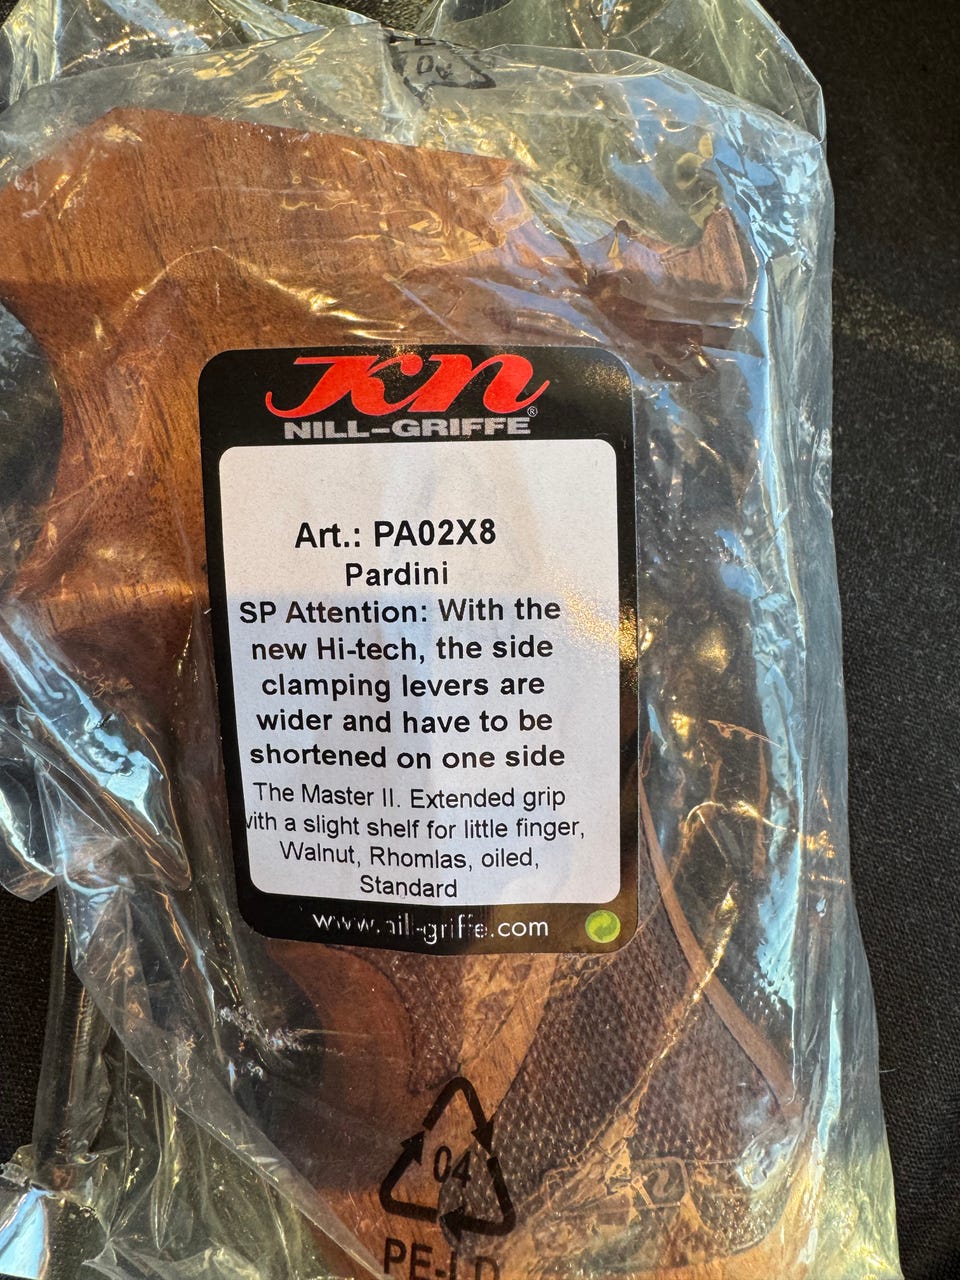 04
KN
NILL-GRIFFE®
Art.: PA02X8
Pardini
SP Attention: With the
new Hi-tech, the side
clamping levers are
wider and have to be
shortened on one side
The Master II. Extended grip
with a slight shelf for little finger,
Walnut, Rhomlas, oiled,
Standard
www.nill-griffe.com
04
PE-LD